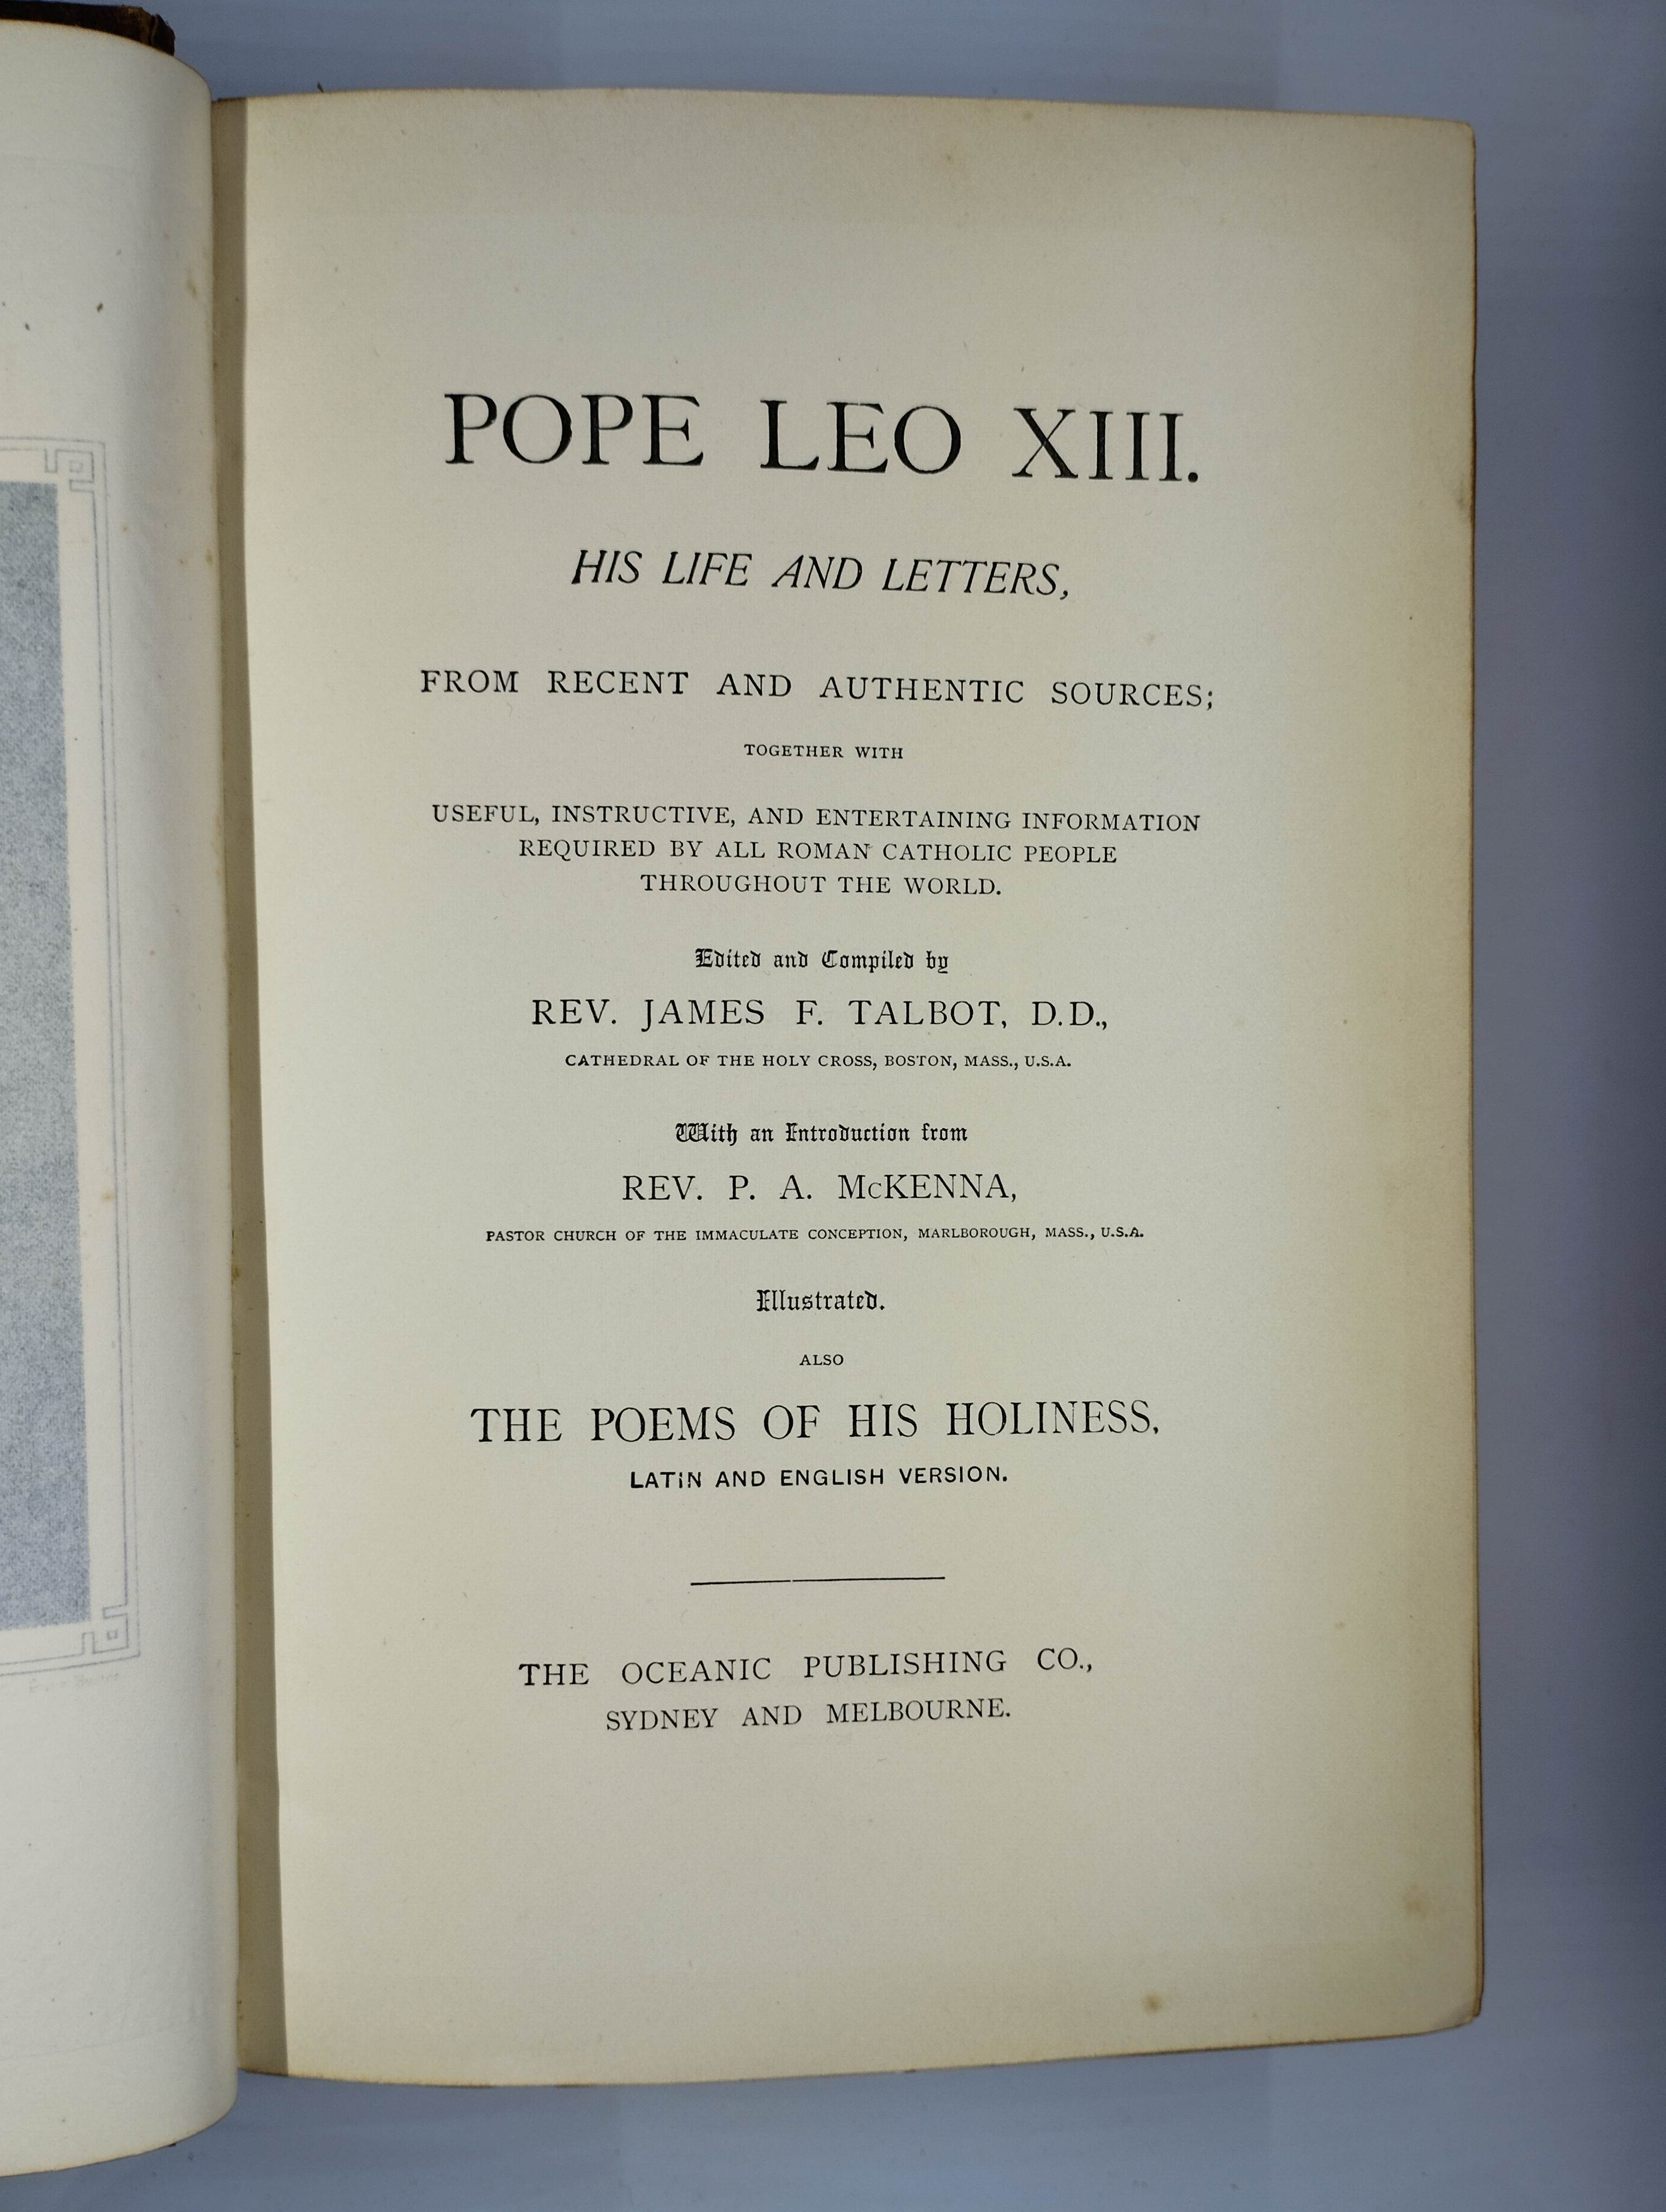 POPE LEO XIII.
HIS LIFE AND LETTERS,
FROM RECENT AND AUTHENTIC SOURCES;
TOGETHER WITH
USEFUL, INSTRUCTIVE, AND ENTERTAINING INFORMATION
REQUIRED BY ALL ROMAN CATHOLIC PEOPLE
THROUGHOUT THE WORLD.
Edited and Compiled by
REV. JAMES F. TALBOT, D.D.,
CATHEDRAL OF THE HOLY CROSS, BOSTON, MASS., U.S.A.
With an Introduction from
REV. P. A. McKENNA,
PASTOR CHURCH OF THE IMMACULATE CONCEPTION, MARLBOROUGH, MASS., U.S.A.
Illustrated.
ALSO
THE POEMS OF HIS HOLINESS.
LATIN AND ENGLISH VERSION.
THE OCEANIC PUBLISHING CO.,
SYDNEY AND MELBOURNE.